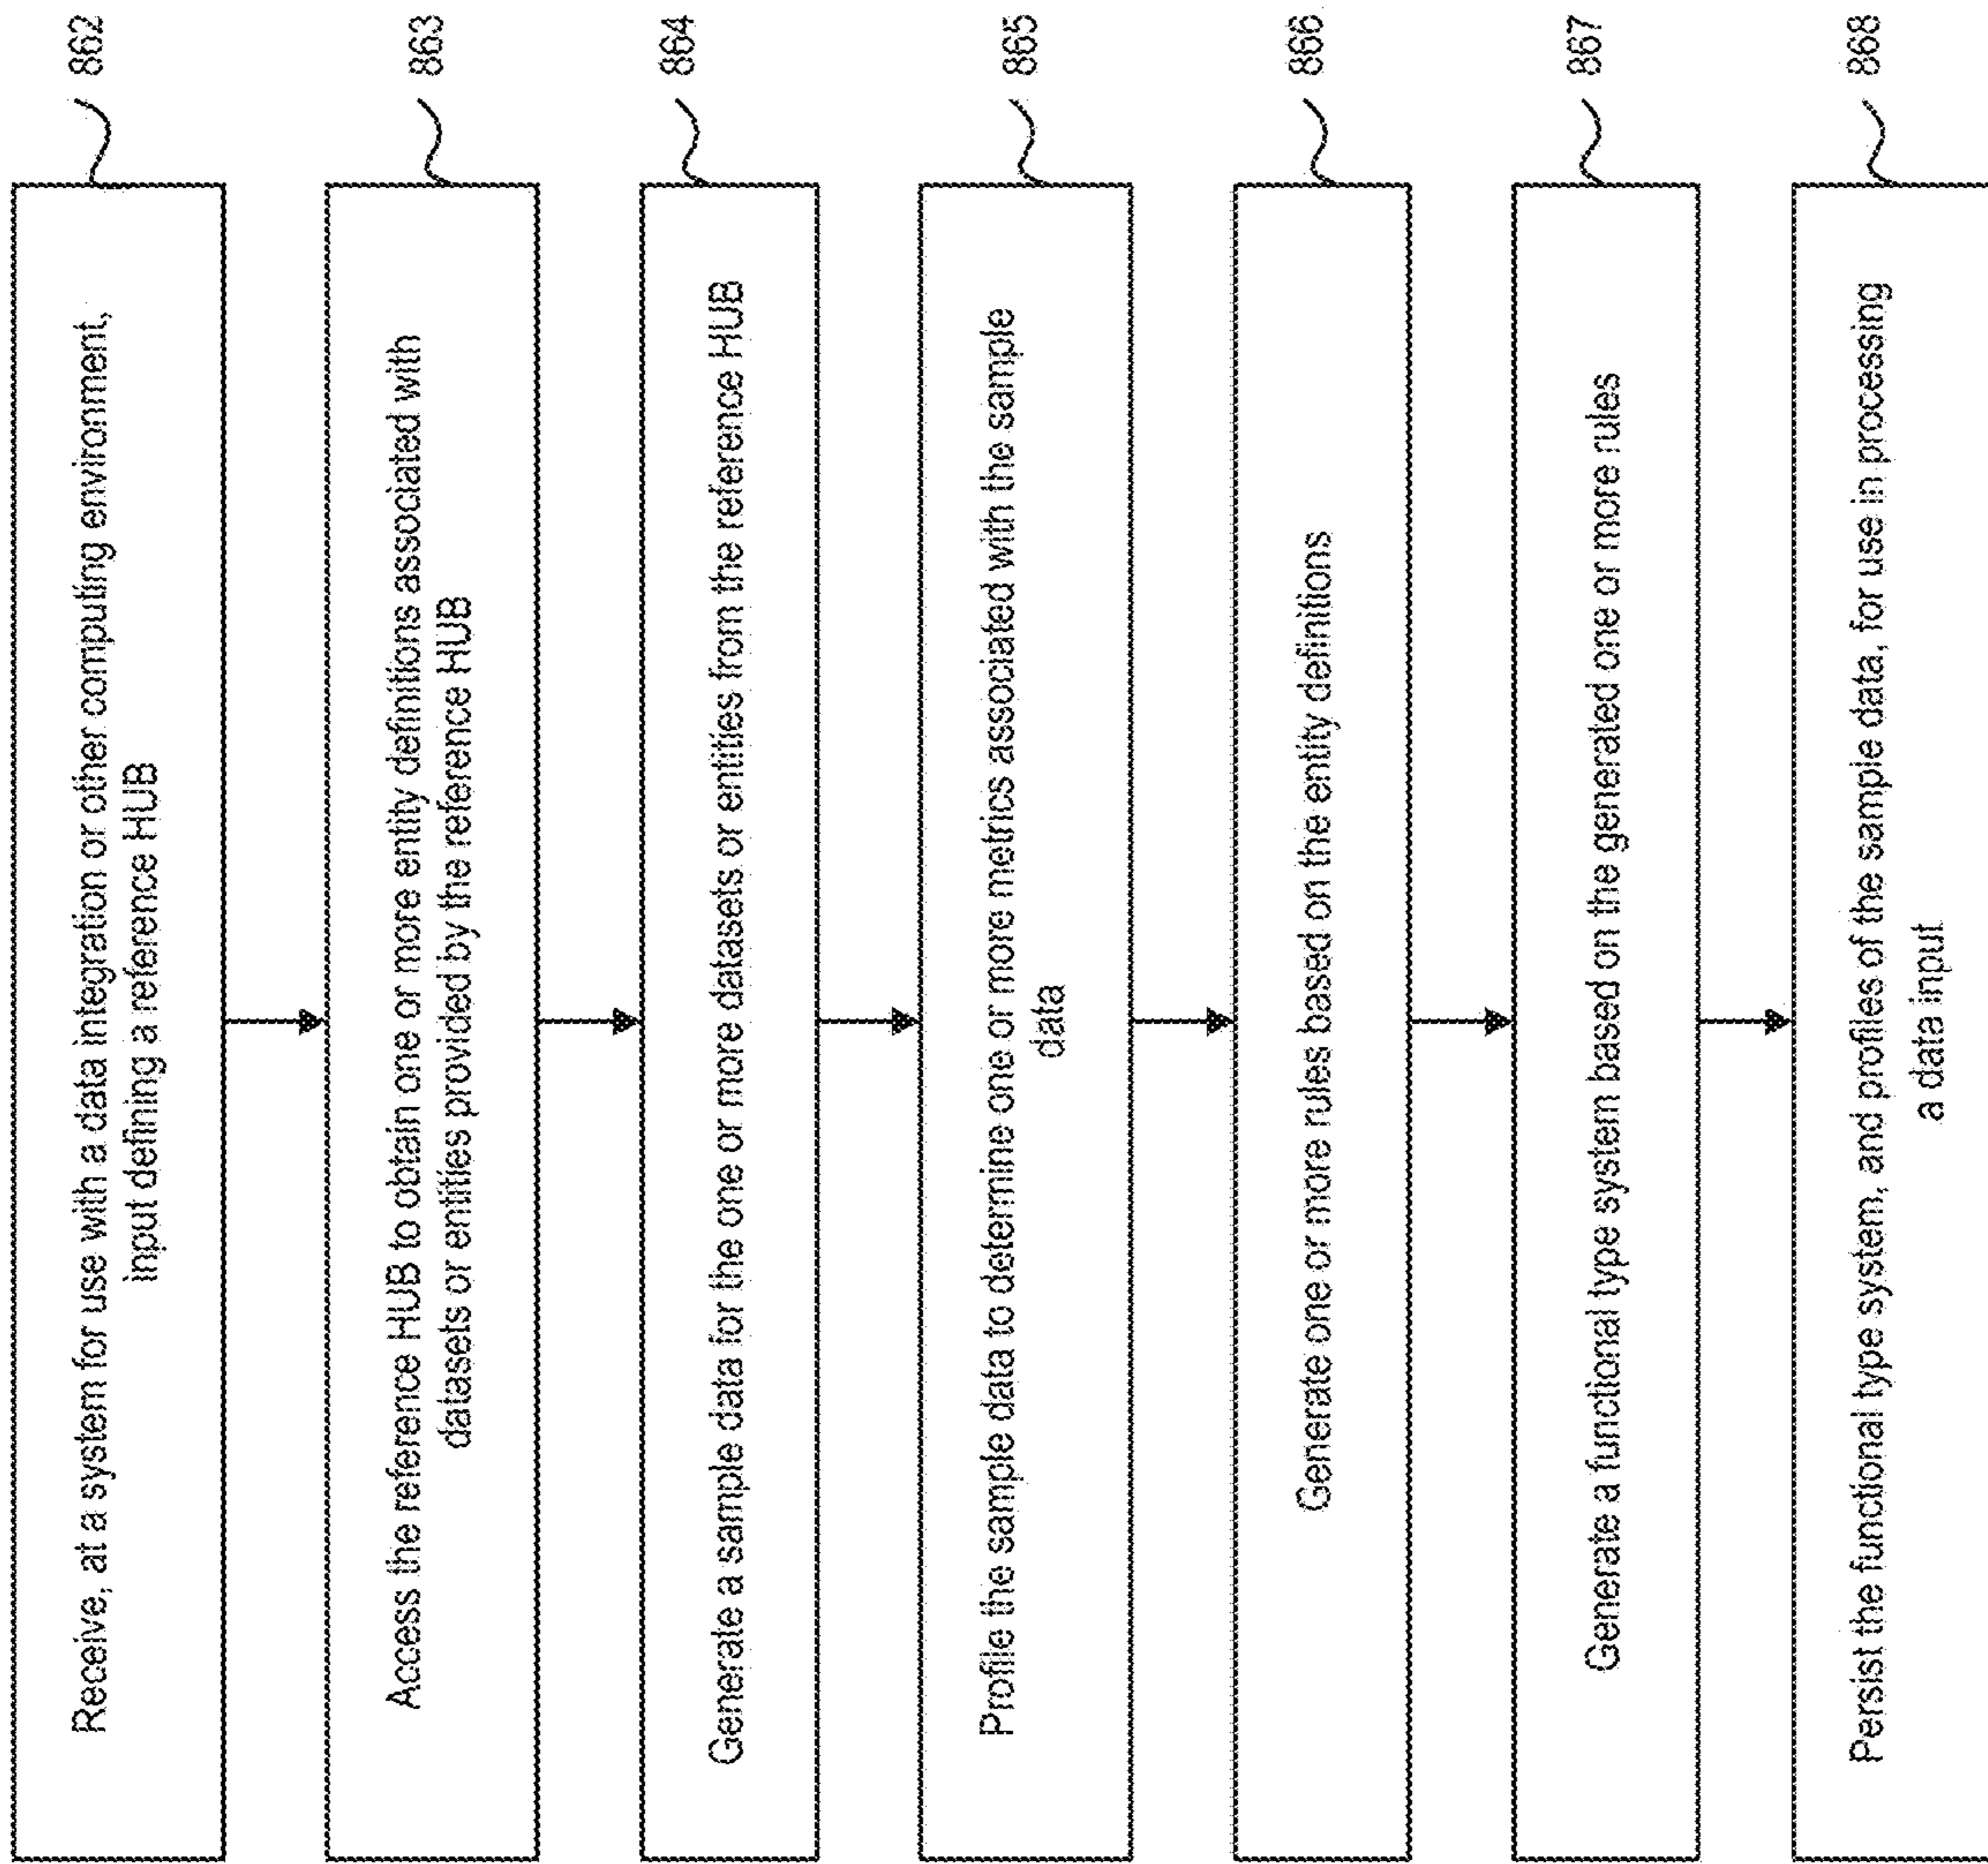 Receive, at a system for use with a data integration or other computing environment,
input defining a reference HUB
862
Access the reference HUB to obtain one or more entity definitions associated with
datasets or entities provided by the reference HUB
863
Generate a sample data for the one or more datasets or entities from the reference HUB
864
Profile the sample data to determine one or more metrics associated with the sample
data
865
Generate one or more rules based on the entity definitions
866
Generate a functional type system based on the generated one or more rules
867
Persist the functional type system, and profiles of the sample data, for use in processing
a data input
868